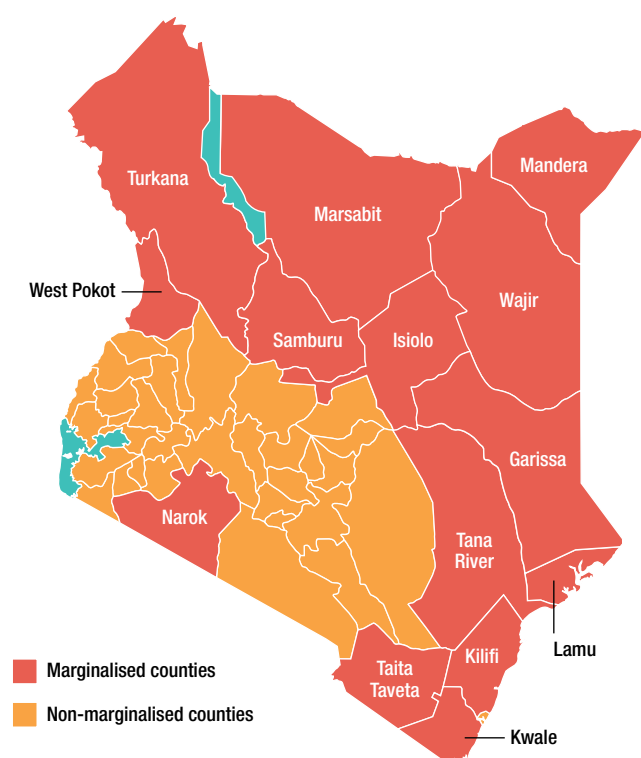 Mandera
Turkana
Marsabit
West Pokot
Wajir
Samburu
Isiolo
Garissa
Narok
Tana
River
Lamu
Kilifi
Taita
Taveta
Marginalised counties
Non-marginalised counties
Kwale